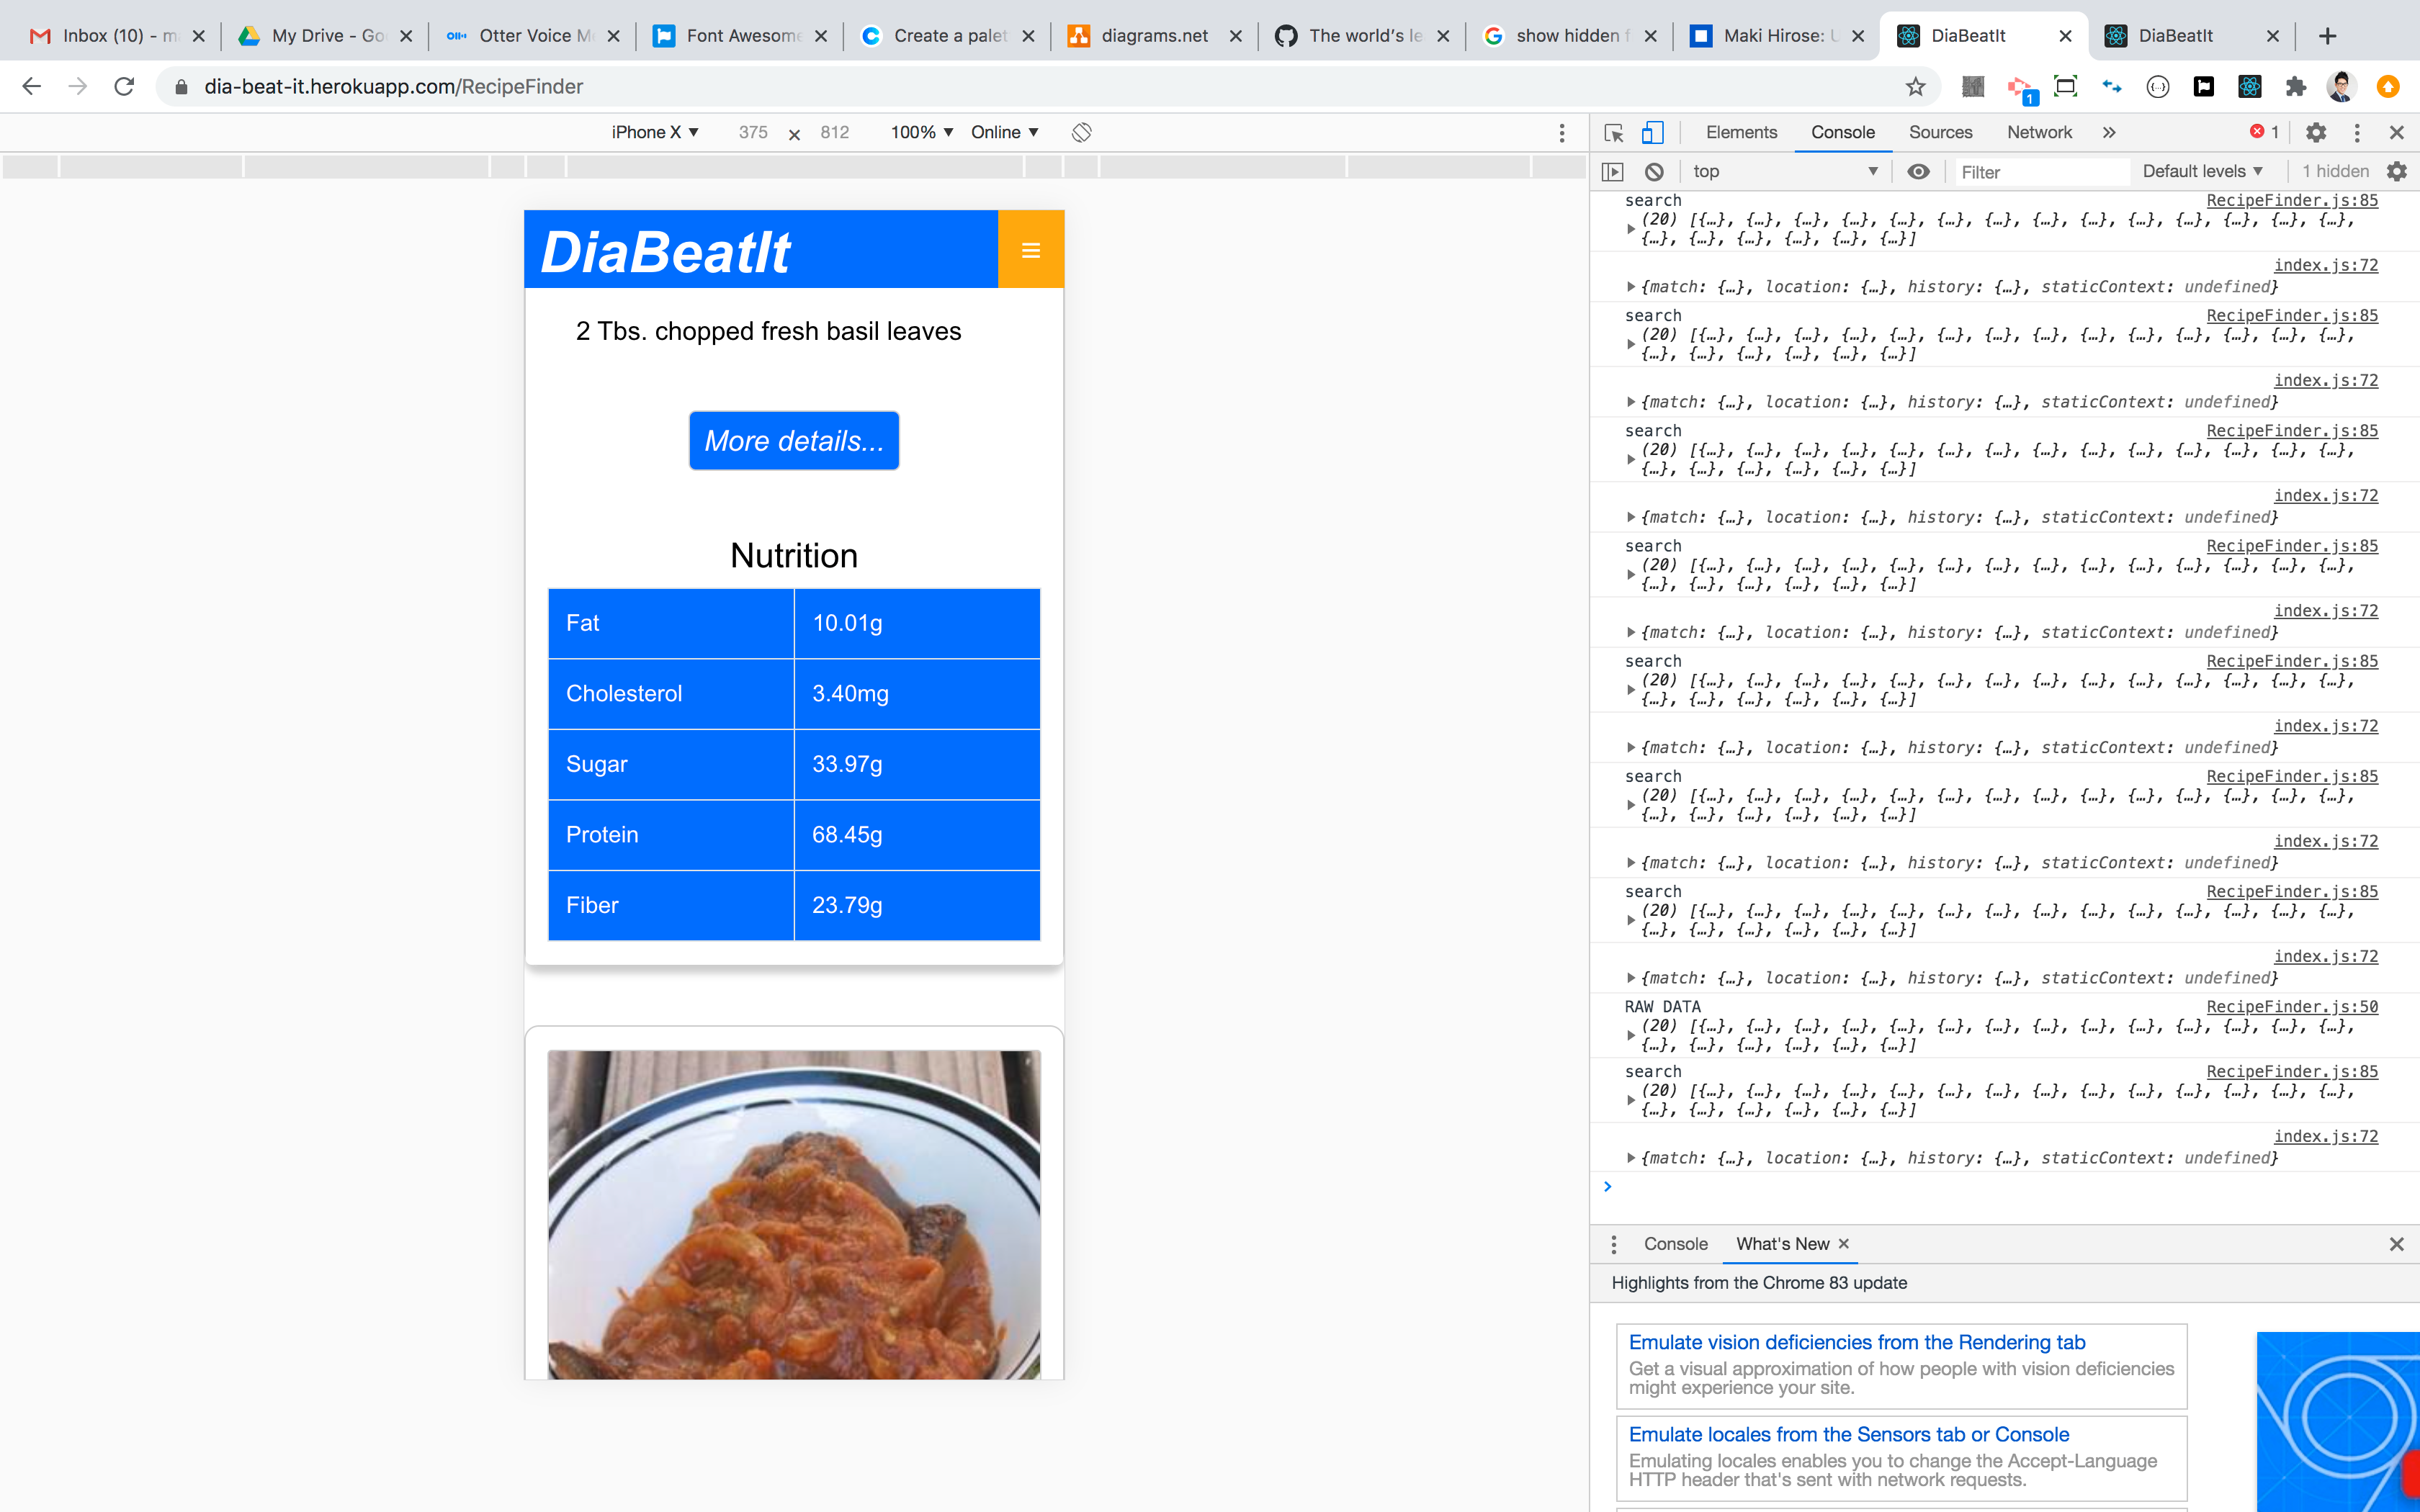 Inbox (10) - m
My Drive - Go
Otter Voice M
Font Awesome
Create a palet
diagrams.net
The world's le
show hidden f
Maki Hirose: U
DiaBeatIt
DiaBeatIt
dia-beat-it.herokuapp.com/RecipeFinder
1
iPhone X ▼ 375 x 812 100% ▼ Online ▼
DiaBeatIt
2 Tbs. chopped fresh basil leaves
More details...
Nutrition
Fat 10.01g
Cholesterol 3.40mg
Sugar 33.97g
Protein 68.45g
Fiber 23.79g
Elements Console Sources Network » 1
top ▼ Filter Default levels ▼ 1 hidden
search RecipeFinder.js:85
(20) [{…}, {…}, {…}, {…}, {…}, {…}, {…}, {…}, {…}, {…}, {…}, {…}, {…}, {…},
{…}, {…}, {…}, {…}, {…}, {…}]
index.js:72
{match: {…}, location: {…}, history: {…}, staticContext: undefined}
search RecipeFinder.js:85
(20) [{…}, {…}, {…}, {…}, {…}, {…}, {…}, {…}, {…}, {…}, {…}, {…}, {…}, {…},
{…}, {…}, {…}, {…}, {…}, {…}]
index.js:72
{match: {…}, location: {…}, history: {…}, staticContext: undefined}
search RecipeFinder.js:85
(20) [{…}, {…}, {…}, {…}, {…}, {…}, {…}, {…}, {…}, {…}, {…}, {…}, {…}, {…},
{…}, {…}, {…}, {…}, {…}, {…}]
index.js:72
{match: {…}, location: {…}, history: {…}, staticContext: undefined}
search RecipeFinder.js:85
(20) [{…}, {…}, {…}, {…}, {…}, {…}, {…}, {…}, {…}, {…}, {…}, {…}, {…}, {…},
{…}, {…}, {…}, {…}, {…}, {…}]
index.js:72
{match: {…}, location: {…}, history: {…}, staticContext: undefined}
search RecipeFinder.js:85
(20) [{…}, {…}, {…}, {…}, {…}, {…}, {…}, {…}, {…}, {…}, {…}, {…}, {…}, {…},
{…}, {…}, {…}, {…}, {…}, {…}]
index.js:72
{match: {…}, location: {…}, history: {…}, staticContext: undefined}
search RecipeFinder.js:85
(20) [{…}, {…}, {…}, {…}, {…}, {…}, {…}, {…}, {…}, {…}, {…}, {…}, {…}, {…},
{…}, {…}, {…}, {…}, {…}, {…}]
index.js:72
{match: {…}, location: {…}, history: {…}, staticContext: undefined}
search RecipeFinder.js:85
(20) [{…}, {…}, {…}, {…}, {…}, {…}, {…}, {…}, {…}, {…}, {…}, {…}, {…}, {…},
{…}, {…}, {…}, {…}, {…}, {…}]
index.js:72
{match: {…}, location: {…}, history: {…}, staticContext: undefined}
RAW DATA RecipeFinder.js:50
(20) [{…}, {…}, {…}, {…}, {…}, {…}, {…}, {…}, {…}, {…}, {…}, {…}, {…}, {…},
{…}, {…}, {…}, {…}, {…}, {…}]
search RecipeFinder.js:85
(20) [{…}, {…}, {…}, {…}, {…}, {…}, {…}, {…}, {…}, {…}, {…}, {…}, {…}, {…},
{…}, {…}, {…}, {…}, {…}, {…}]
index.js:72
{match: {…}, location: {…}, history: {…}, staticContext: undefined}
Console What's New
Highlights from the Chrome 83 update
Emulate vision deficiencies from the Rendering tab
Get a visual approximation of how people with vision deficiencies
might experience your site.
Emulate locales from the Sensors tab or Console
Emulating locales enables you to change the Accept-Language
HTTP header that's sent with network requests.